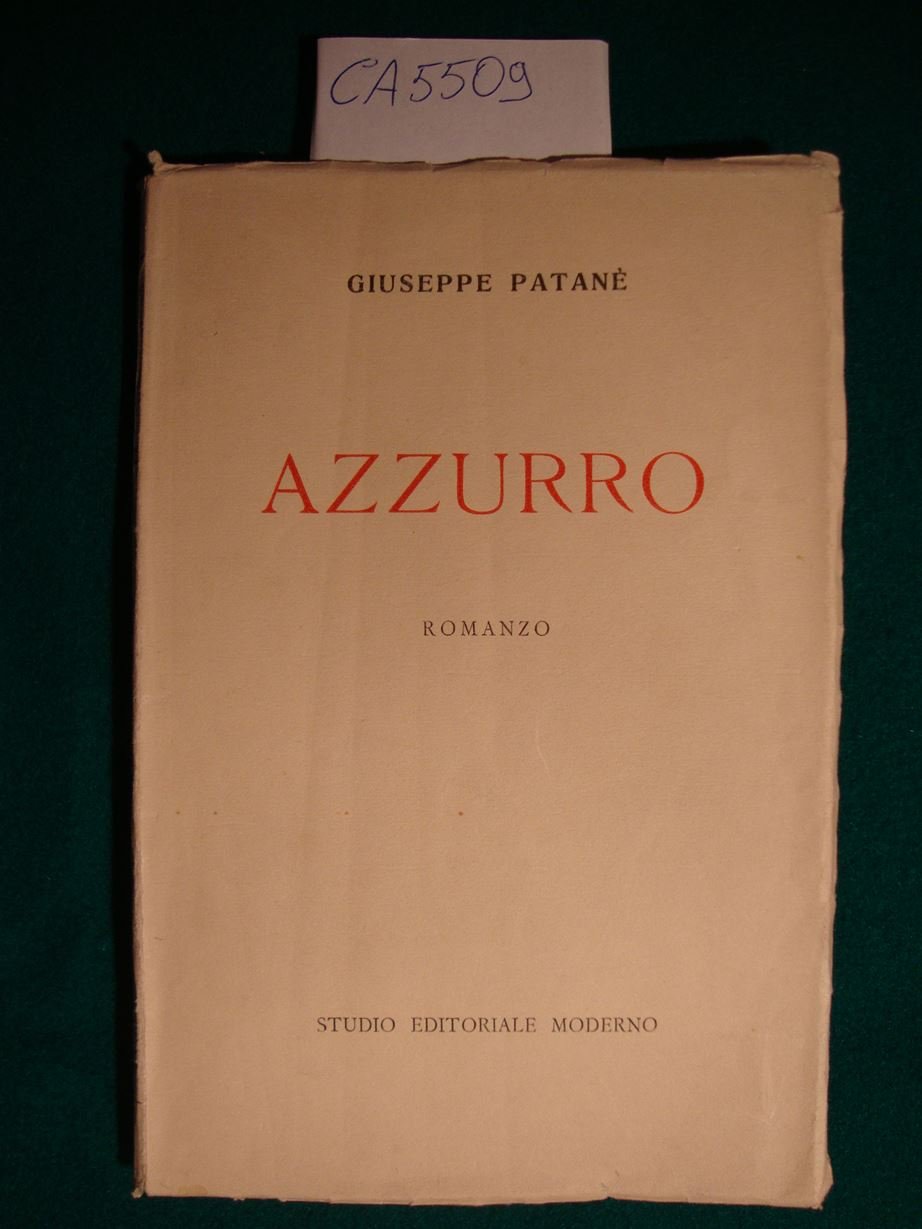 CA5509
GIUSEPPE PATANÈ
AZZURRO
ROMANZO
STUDIO EDITORIALE MODERNO